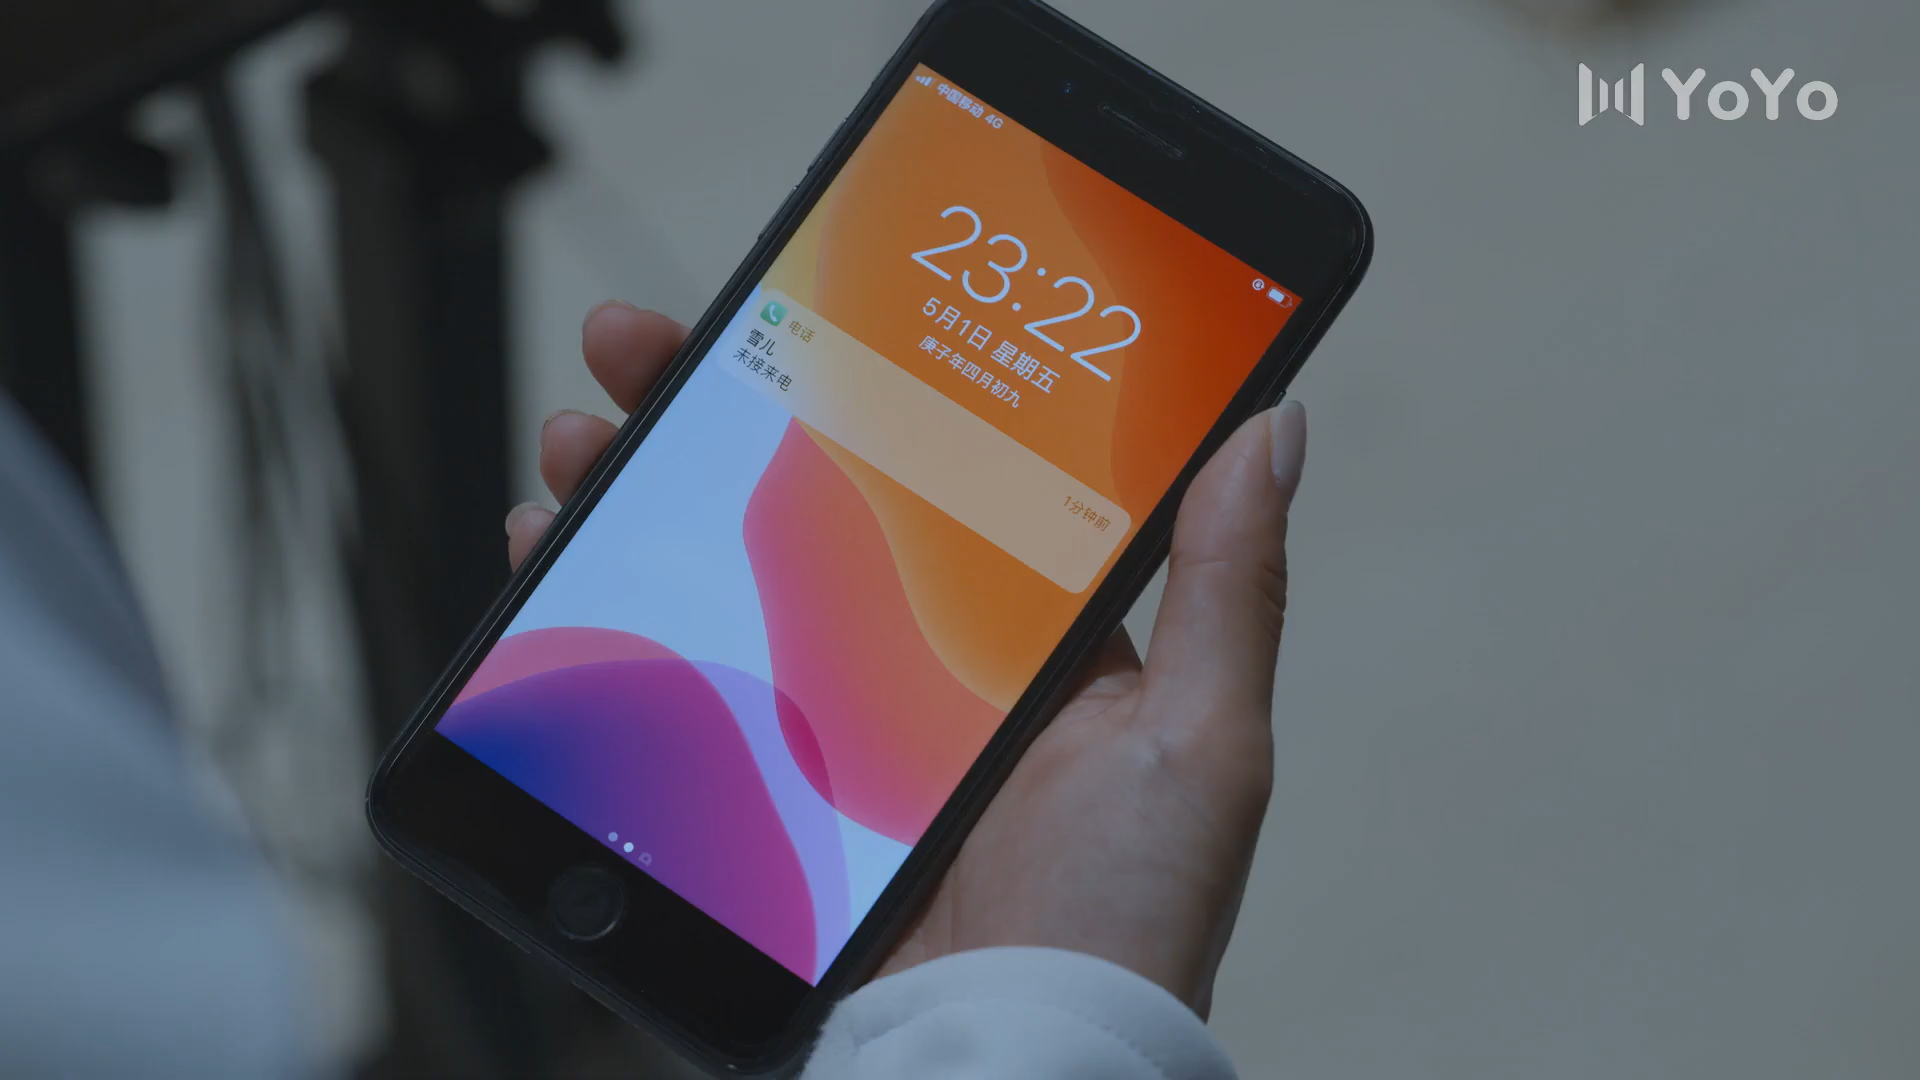 YoYo
中国移动 4G
23:22
5月1日 星期五
庚子年四月初九
电话
1分钟前
雪儿
未接来电